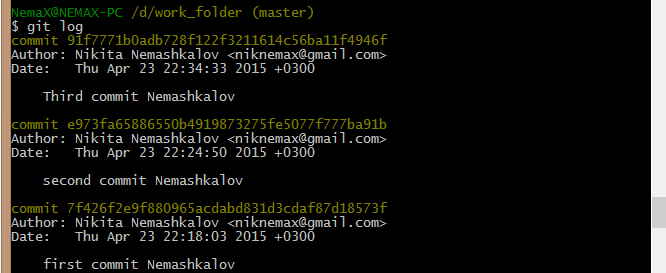 NemaX@NEMAX-PC /d/work_folder (master)
$ git log
commit 91f7771b0adb728f122f3211614c56ba11f4946f
Author: Nikita Nemashkalov <niknemax@gmail.com>
Date:   Thu Apr 23 22:34:33 2015 +0300
    Third commit Nemashkalov
commit e973fa65886550b4919873275fe5077f777ba91b
Author: Nikita Nemashkalov <niknemax@gmail.com>
Date:   Thu Apr 23 22:24:50 2015 +0300
    second commit Nemashkalov
commit 7f426f2e9f880965acdabd831d3cdaf87d18573f
Author: Nikita Nemashkalov <niknemax@gmail.com>
Date:   Thu Apr 23 22:18:03 2015 +0300
    first commit Nemashkalov